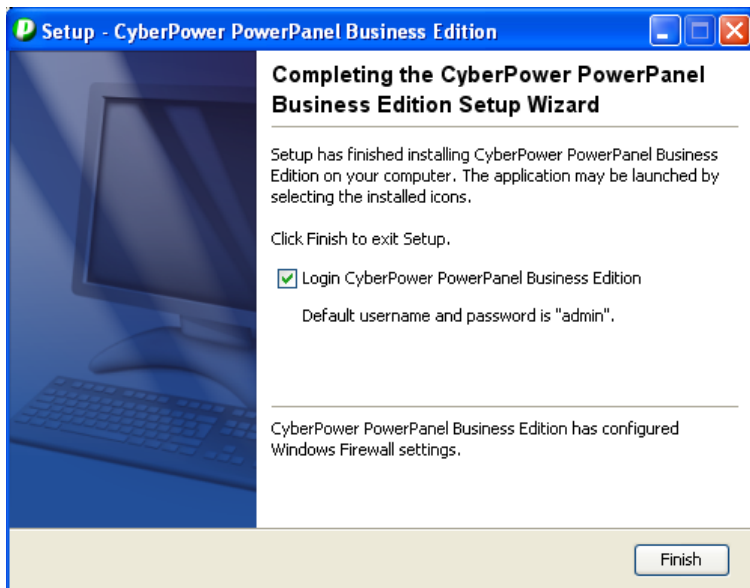 Setup - CyberPower PowerPanel Business Edition
Completing the CyberPower PowerPanel
Business Edition Setup Wizard
Setup has finished installing CyberPower PowerPanel Business
Edition on your computer. The application may be launched by
selecting the installed icons.
Click Finish to exit Setup.
Login CyberPower PowerPanel Business Edition
Default username and password is "admin".
CyberPower PowerPanel Business Edition has configured
Windows Firewall settings.
Finish